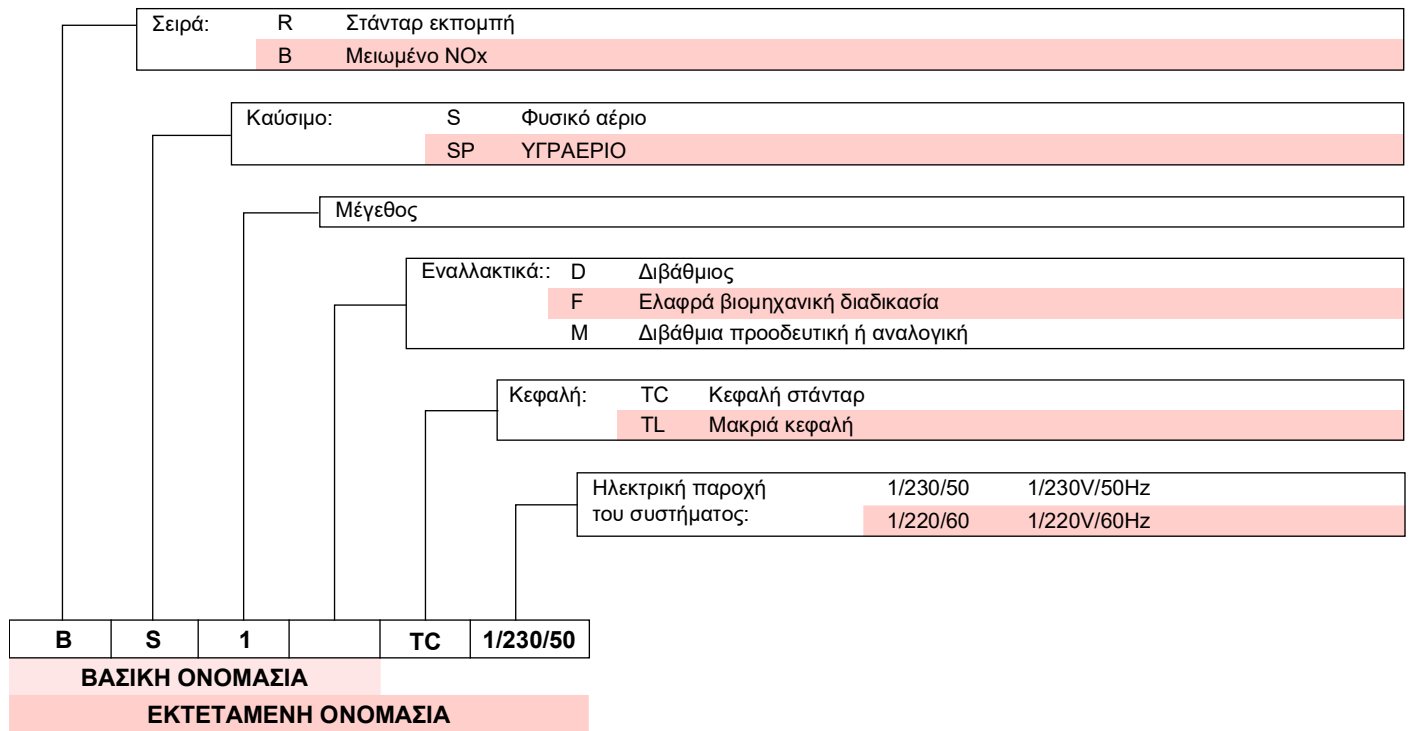 Σειρά: R Στάνταρ εκπομπή
B Μειωμένο NOx
Καύσιμο: S Φυσικό αέριο
SP ΥΓΡΑΕΡΙΟ
Μέγεθος
Εναλλακτικά:: D Διβάθμιος
F Ελαφρά βιομηχανική διαδικασία
M Διβάθμια προοδευτική ή αναλογική
Κεφαλή: TC Κεφαλή στάνταρ
TL Μακριά κεφαλή
Ηλεκτρική παροχή 1/230/50 1/230V/50Hz
του συστήματος: 1/220/60 1/220V/60Hz
B S 1 TC 1/230/50
ΒΑΣΙΚΗ ΟΝΟΜΑΣΙΑ
ΕΚΤΕΤΑΜΕΝΗ ΟΝΟΜΑΣΙΑ